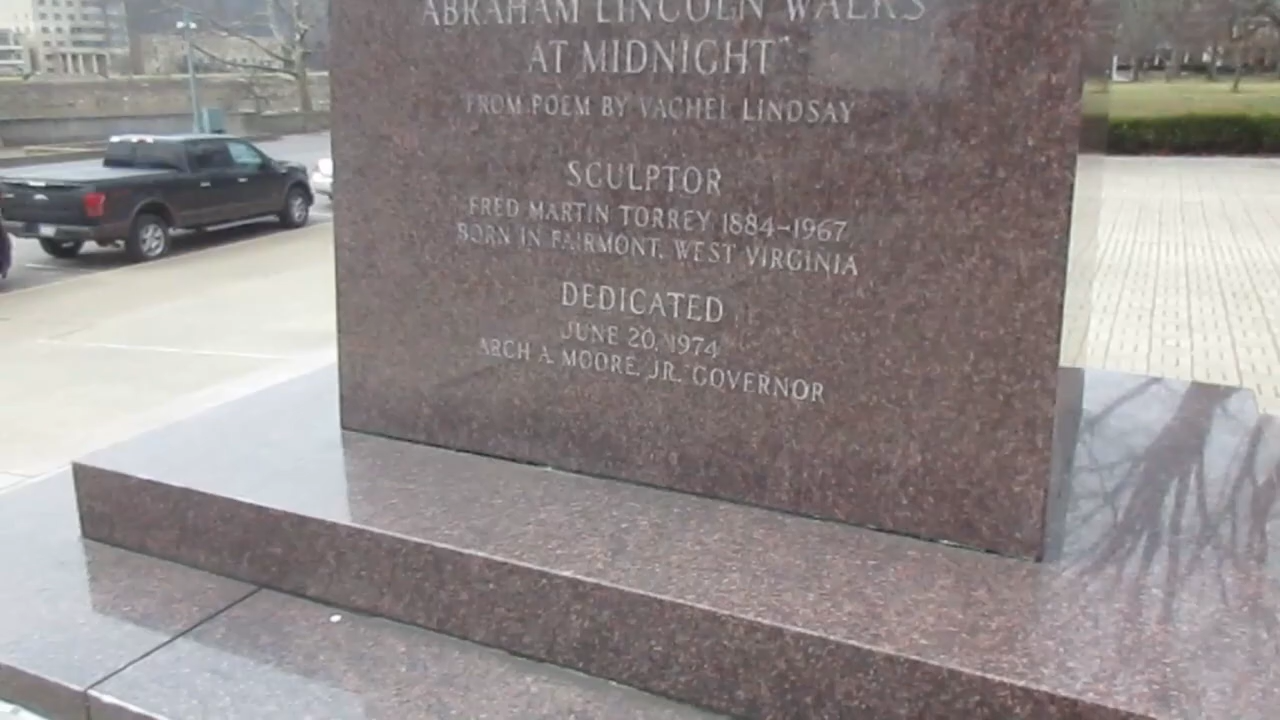 ABRAHAM LINCOLN WALKS
AT MIDNIGHT"
FROM POEM BY VACHEL LINDSAY
SCULPTOR
FRED MARTIN TORREY 1884-1967
BORN IN FAIRMONT, WEST VIRGINIA
DEDICATED
JUNE 20, 1974
ARCH A. MOORE, JR. GOVERNOR